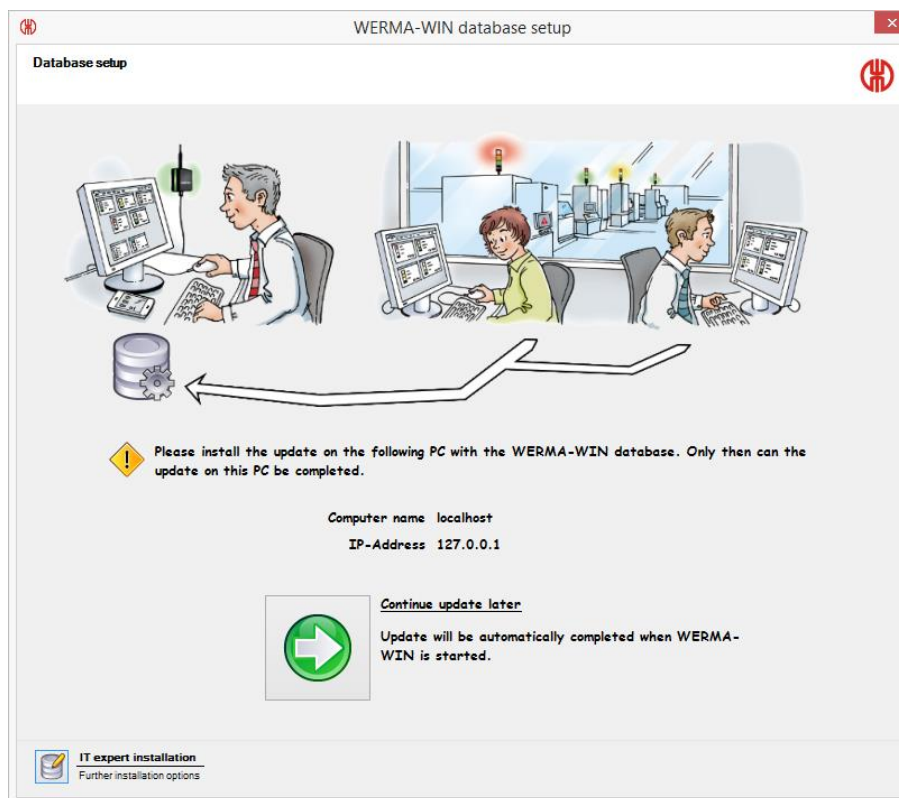 WERMA-WIN database setup
Database setup
Please install the update on the following PC with the WERMA-WIN database. Only then can the
update on this PC be completed.
Computer name localhost
IP-Address 127.0.0.1
Continue update later
Update will be automatically completed when WERMA-
WIN is started.
IT expert installation
Further installation options